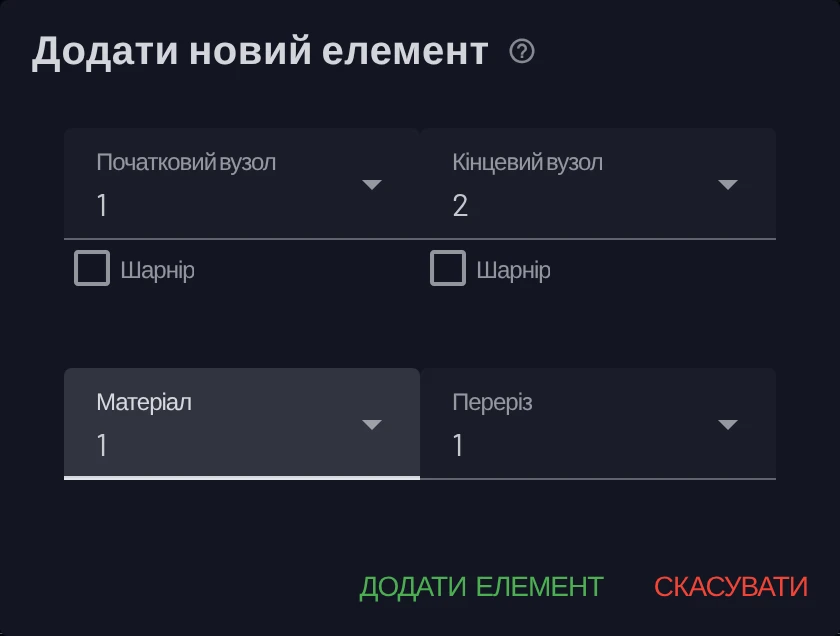 Додати новий елемент ?
Початковий вузол Кінцевий вузол
1 2
Шарнір Шарнір
Матеріал Переріз
1 1
ДОДАТИ ЕЛЕМЕНТ СКАСУВАТИ